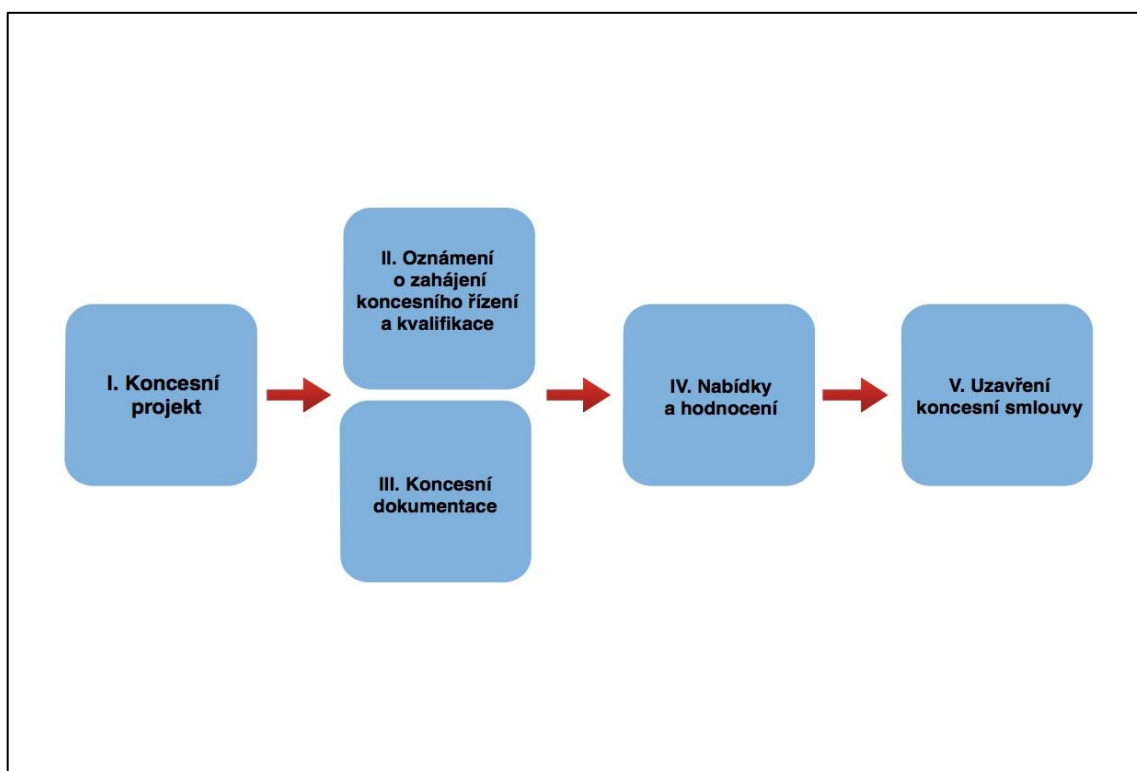 I. Koncesní
projekt
II. Oznámení
o zahájení
koncesního řízení
a kvalifikace
III. Koncesní
dokumentace
IV. Nabídky
a hodnocení
V. Uzavření
koncesní smlouvy